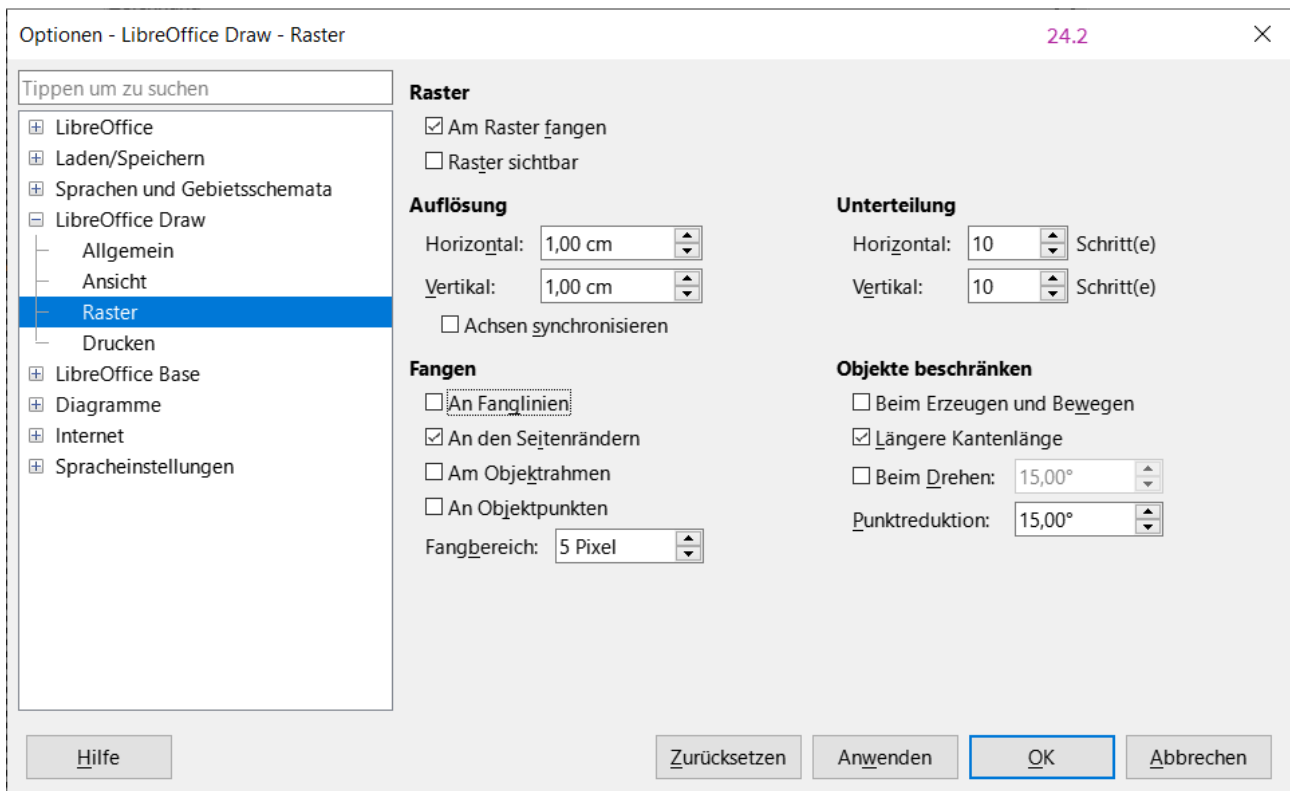 Optionen - LibreOffice Draw - Raster
24.2
Tippen um zu suchen
LibreOffice
Laden/Speichern
Sprachen und Gebietsschemata
LibreOffice Draw
Allgemein
Ansicht
Raster
Drucken
LibreOffice Base
Diagramme
Internet
Spracheinstellungen
Raster
Am Raster fangen
Raster sichtbar
Auflösung
Horizontal: 1,00 cm
Vertikal: 1,00 cm
Achsen synchronisieren
Unterteilung
Horizontal: 10 Schritt(e)
Vertikal: 10 Schritt(e)
Fangen
An Fanglinien
An den Seitenrändern
Am Objektrahmen
An Objektpunkten
Fangbereich: 5 Pixel
Objekte beschränken
Beim Erzeugen und Bewegen
Längere Kantenlänge
Beim Drehen: 15,00°
Punktreduktion: 15,00°
Hilfe
Zurücksetzen
Anwenden
OK
Abbrechen